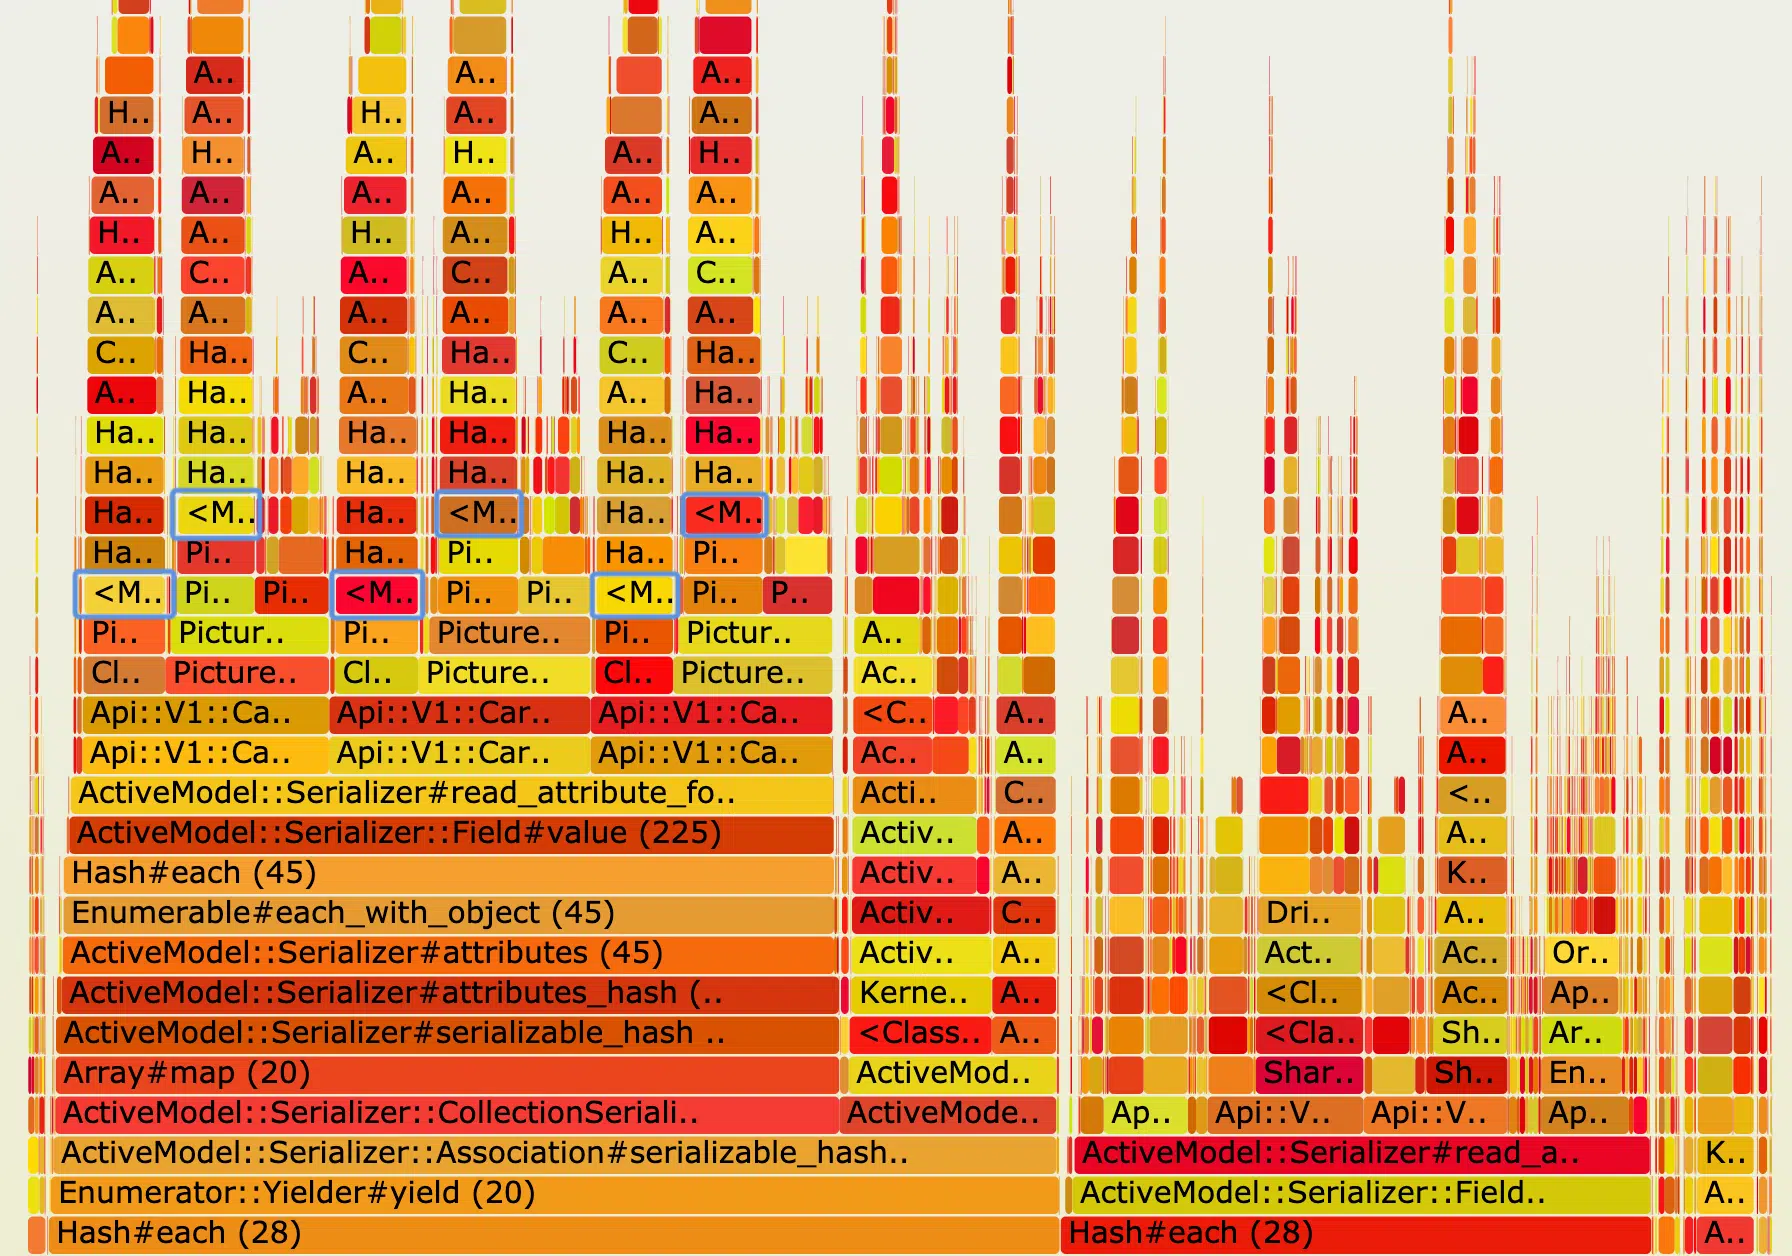 A.. A.. A..
H.. A.. H.. A.. A..
A.. H.. A.. H.. A.. H..
A.. A.. A.. A.. A.. A..
H.. A.. H.. A.. H.. A..
A.. C.. A.. C.. A.. C..
A.. A.. A.. A.. A.. A..
C.. Ha.. C.. Ha.. C.. Ha..
A.. Ha.. A.. Ha.. A.. Ha..
Ha.. Ha.. Ha.. Ha.. Ha.. Ha..
Ha.. Ha.. Ha.. Ha.. Ha.. Ha..
Ha.. <M.. Ha.. <M.. Ha.. <M..
Ha.. Pi.. Ha.. Pi.. Ha.. Pi..
<M.. Pi.. Pi.. <M.. Pi.. Pi.. <M.. Pi.. P..
Pi.. Pictur.. Pi.. Picture.. Pi.. Pictur.. A..
Cl.. Picture.. Cl.. Picture.. Cl.. Picture.. Ac..
Api::V1::Ca.. Api::V1::Car.. Api::V1::Ca.. <C.. A.. A..
Api::V1::Ca.. Api::V1::Car.. Api::V1::Ca.. Ac.. A.. A..
ActiveModel::Serializer#read_attribute_fo.. Acti.. C.. <..
ActiveModel::Serializer::Field#value (225) Activ.. A.. A..
Hash#each (45) Activ.. A.. K..
Enumerable#each_with_object (45) Activ.. C.. Dri.. A..
ActiveModel::Serializer#attributes (45) Activ.. A.. Act.. Ac.. Or..
ActiveModel::Serializer#attributes_hash (.. Kerne.. A.. <Cl.. Ac.. Ap..
ActiveModel::Serializer#serializable_hash .. <Class.. A.. <Cla.. Sh.. Ar..
Array#map (20) ActiveMod.. Shar.. Sh.. En..
ActiveModel::Serializer::CollectionSeriali.. ActiveMode.. Ap.. Api::V.. Api::V.. Ap..
ActiveModel::Serializer::Association#serializable_hash.. ActiveModel::Serializer#read_a.. K..
Enumerator::Yielder#yield (20) ActiveModel::Serializer::Field.. A..
Hash#each (28) Hash#each (28) A..